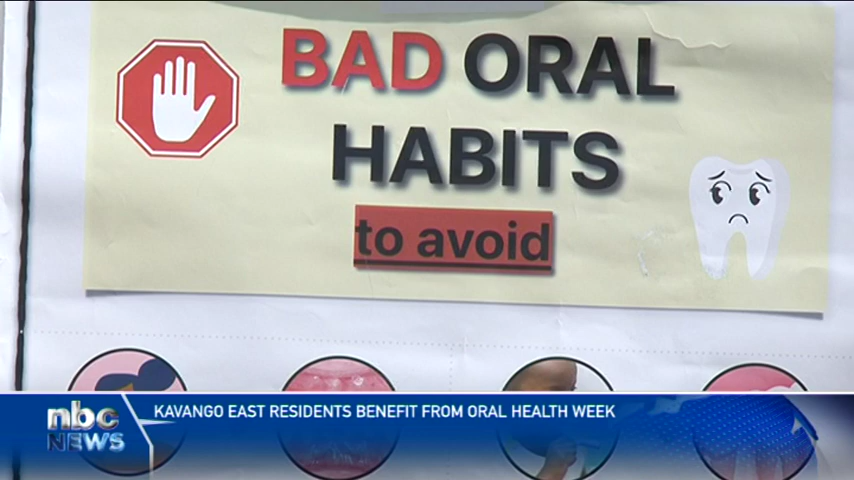 BAD ORAL
HABITS
to avoid
nbc
NEWS
KAVANGO EAST RESIDENTS BENEFIT FROM ORAL HEALTH WEEK